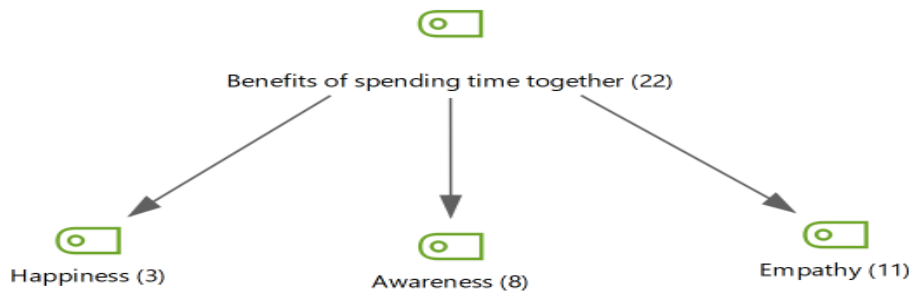 Benefits of spending time together (22)
Happiness (3)
Awareness (8)
Empathy (11)